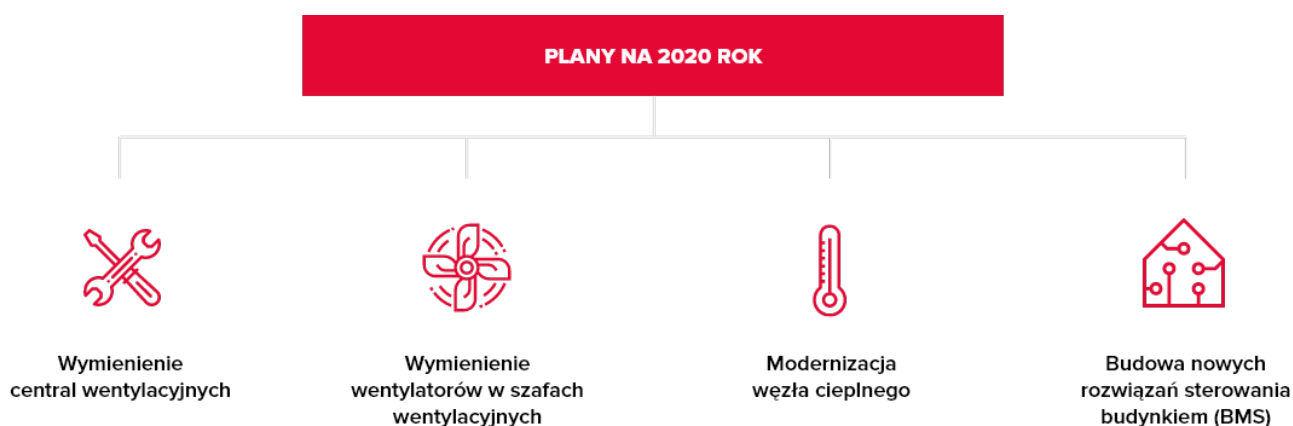 PLANY NA 2020 ROK
Wymienienie
central wentylacyjnych
Wymienienie
wentylatorów w szafach
wentylacyjnych
Modernizacja
węzła cieplnego
Budowa nowych
rozwiązań sterowania
budynkiem (BMS)